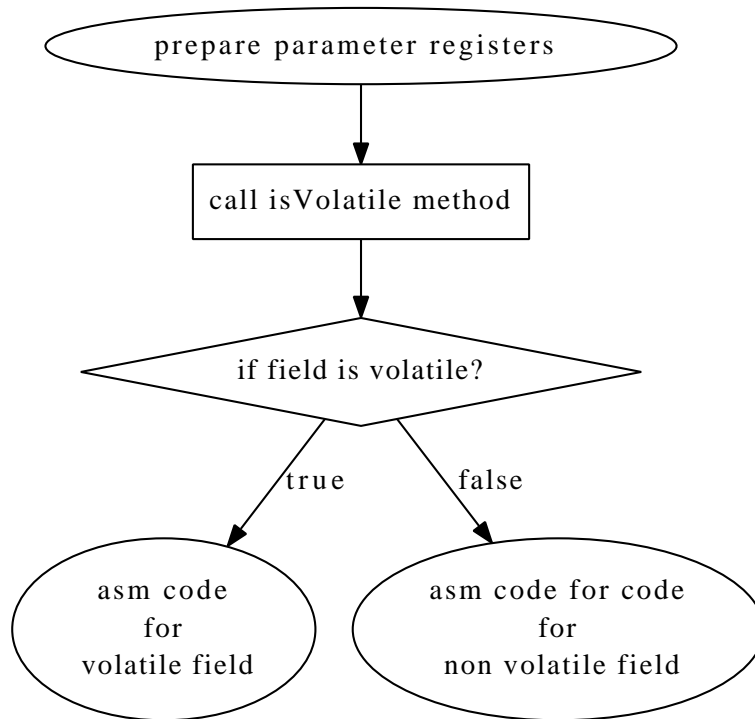 prepare parameter registers
call isVolatile method
if field is volatile?
true
false
asm code
for
volatile field
asm code for code
for
non volatile field